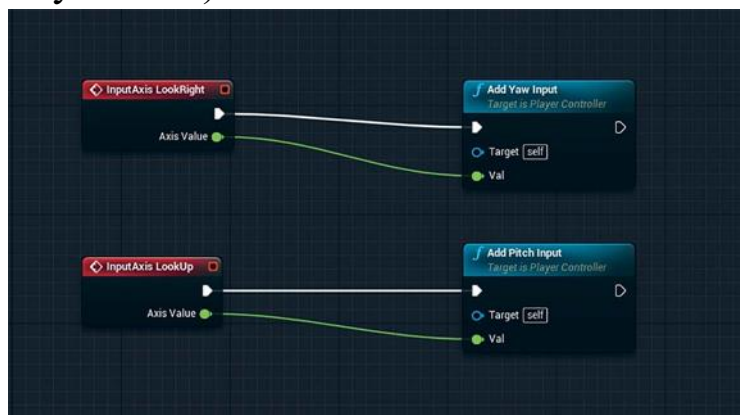 InputAxis LookRight
Axis Value
f Add Yaw Input
Target is Player Controller
Target self
Val
InputAxis LookUp
Axis Value
f Add Pitch Input
Target is Player Controller
Target self
Val